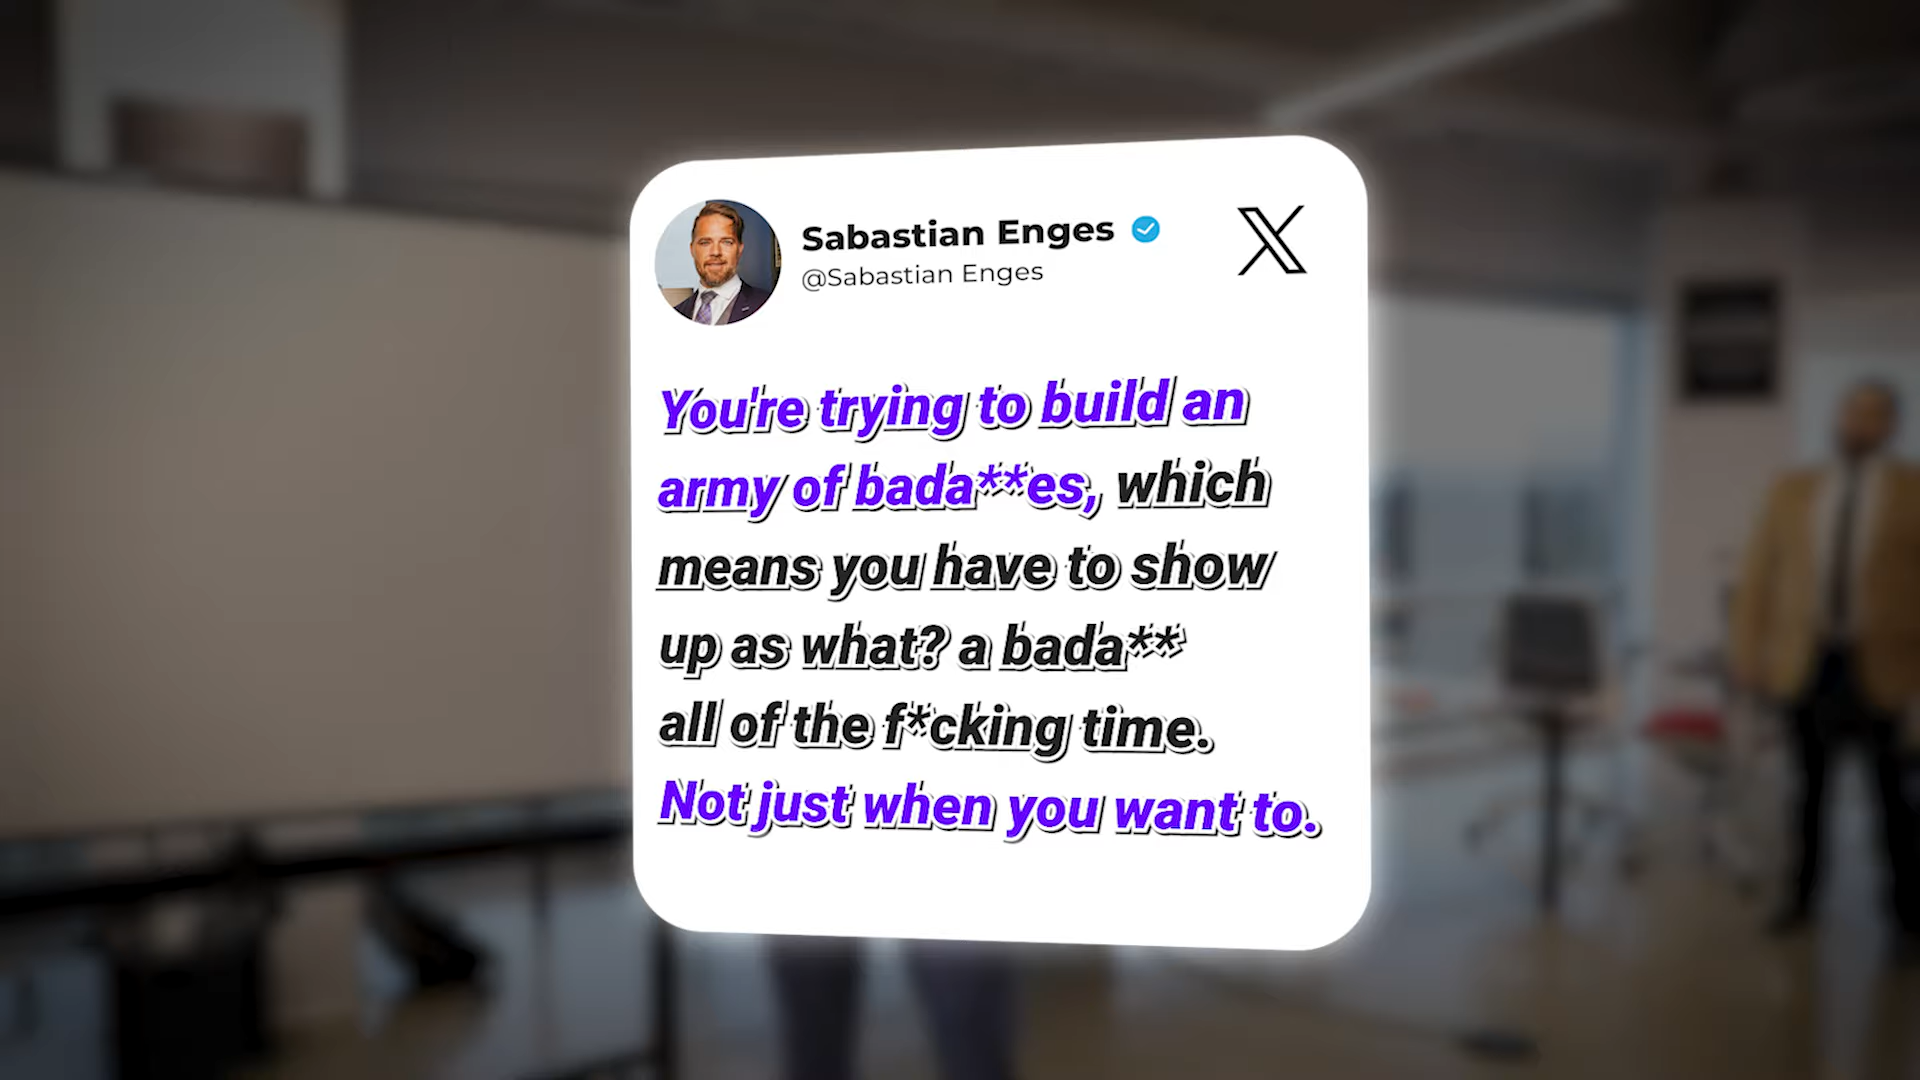 Sabastian Enges
@Sabastian Enges
You're trying to build an
army of bada**es, which
means you have to show
up as what? a bada**
all of the f*cking time.
Not just when you want to.